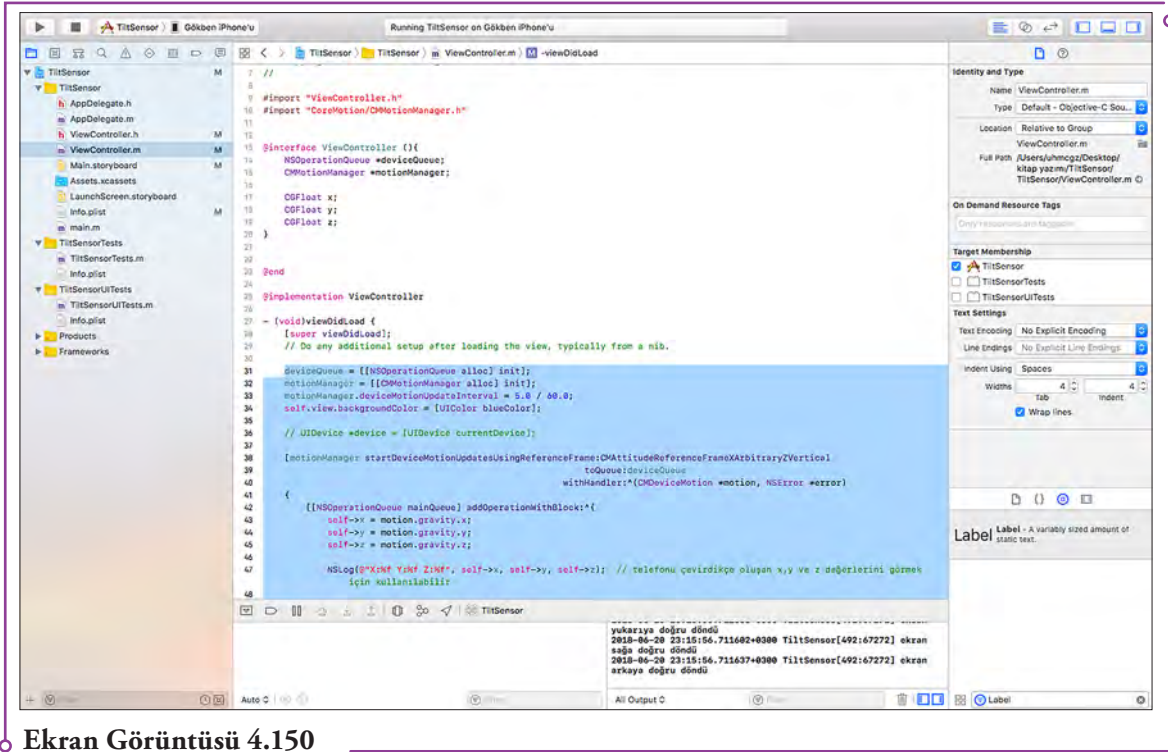 TiltSensor 〉 Gökben iPhone'u
Running TiltSensor on Gökben iPhone'u
TiltSensor 〉 TiltSensor 〉 m ViewController.m 〉 M -viewDidLoad
TiltSensor M
TiltSensor
h AppDelegate.h
m AppDelegate.m
h ViewController.h M
m ViewController.m M
Main.storyboard M
Assets.xcassets
LaunchScreen.storyboard
Info.plist M
m main.m
TiltSensorTests
m TiltSensorTests.m
Info.plist
TiltSensorUITests
m TiltSensorUITests.m
Info.plist
Products
Frameworks
7 //
8
9 #import "ViewController.h"
10 #import "CoreMotion/CMMotionManager.h"
11
12
13 @interface ViewController (){
14 NSOperationQueue *deviceQueue;
15 CMMotionManager *motionManager;
16
17 CGFloat x;
18 CGFloat y;
19 CGFloat z;
20 }
21
22
23 @end
24
25 @implementation ViewController
26
27 - (void)viewDidLoad {
28 [super viewDidLoad];
29 // Do any additional setup after loading the view, typically from a nib.
30
31 deviceQueue = [[NSOperationQueue alloc] init];
32 motionManager = [[CMMotionManager alloc] init];
33 motionManager.deviceMotionUpdateInterval = 5.0 / 60.0;
34 self.view.backgroundColor = [UIColor blueColor];
35
36 // UIDevice *device = [UIDevice currentDevice];
37
38 [motionManager startDeviceMotionUpdatesUsingReferenceFrame:CMAttitudeReferenceFrameXArbitraryZVertical
39 toQueue:deviceQueue
40 withHandler:^(CMDeviceMotion *motion, NSError *error)
41 {
42 [[NSOperationQueue mainQueue] addOperationWithBlock:^{
43 self->x = motion.gravity.x;
44 self->y = motion.gravity.y;
45 self->z = motion.gravity.z;
46
47 NSLog(@"X:%f Y:%f Z:%f", self->x, self->y, self->z); // telefonu çevirdikçe oluşan x,y ve z değerlerini görmek
için kullanılabilir
48
TiltSensor
yukarıya doğru döndü
2018-06-20 23:15:56.711602+0300 TiltSensor[492:67272] ekran
sağa doğru döndü
2018-06-20 23:15:56.711637+0300 TiltSensor[492:67272] ekran
arkaya doğru döndü
Auto
All Output
Identity and Type
Name ViewController.m
Type Default - Objective-C Sou...
Location Relative to Group
ViewController.m
Full Path /Users/uhmcgz/Desktop/
kitap yazımı/TiltSensor/
TiltSensor/ViewController.m
On Demand Resource Tags
Only resources are taggable
Target Membership
TiltSensor
TiltSensorTests
TiltSensorUITests
Text Settings
Text Encoding No Explicit Encoding
Line Endings No Explicit Line Endings
Indent Using Spaces
Widths 4 4
Tab Indent
Wrap lines
Label Label - A variably sized amount of
static text.
Label
Ekran Görüntüsü 4.150